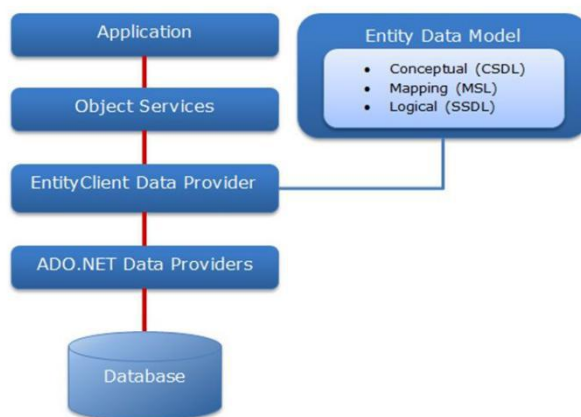 Application
Object Services
EntityClient Data Provider
ADO.NET Data Providers
Database
Entity Data Model
• Conceptual (CSDL)
• Mapping (MSL)
• Logical (SSDL)